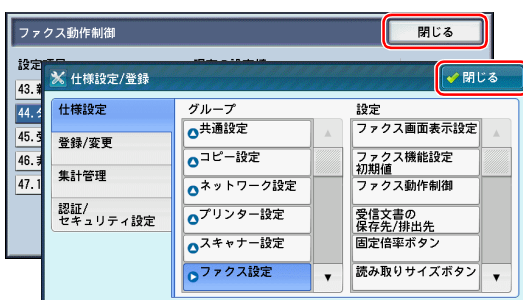 ファクス動作制御
閉じる
設定項目
43.
44.
45.
46.
47.1
仕様設定/登録
閉じる
仕様設定
登録/変更
集計管理
認証/
セキュリティ設定
グループ
共通設定
コピー設定
ネットワーク設定
プリンター設定
スキャナー設定
ファクス設定
設定
ファクス画面表示設定
ファクス機能設定
初期値
ファクス動作制御
受信文書の
保存先/排出先
固定倍率ボタン
読み取りサイズボタン